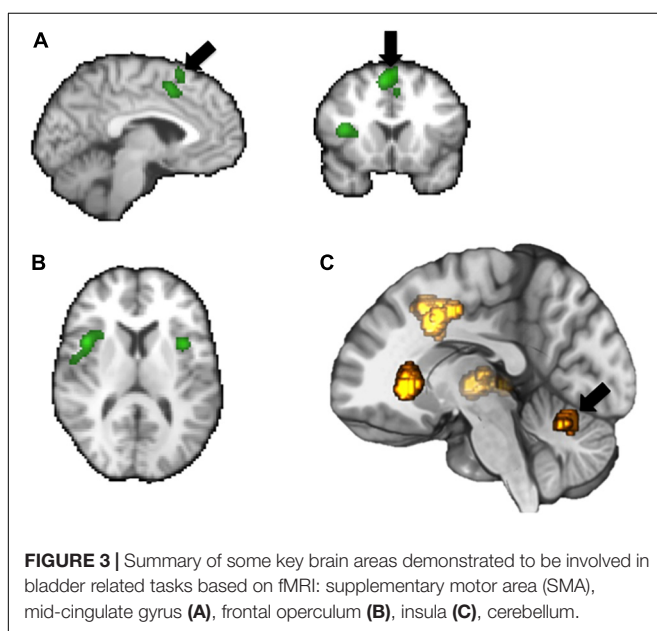 A
B
C
FIGURE 3 | Summary of some key brain areas demonstrated to be involved in
bladder related tasks based on fMRI: supplementary motor area (SMA),
mid-cingulate gyrus (A), frontal operculum (B), insula (C), cerebellum.